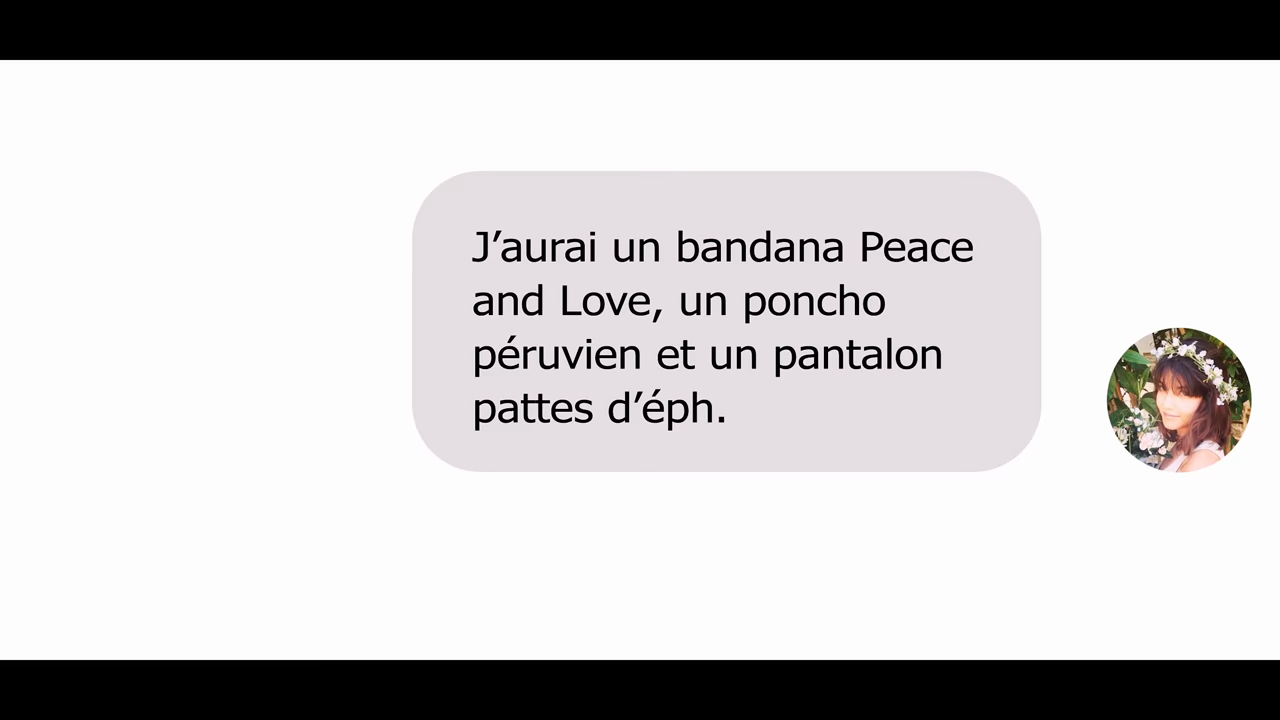 J’aurai un bandana Peace
and Love, un poncho
péruvien et un pantalon
pattes d’éph.